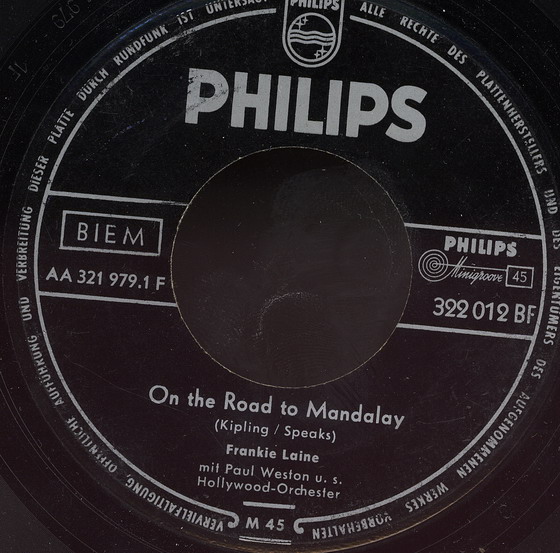 PHILIPS
ALLE RECHTE DES PLATTENHERSTELLERS UND DES EIGENTÜMERS DES AUFGENOMMENEN WERKES VORBEHALTEN
VERVIELFÄLTIGUNG ÖFFENTLICHE AUFFÜHRUNG UND VERBREITUNG DIESER PLATTE DURCH RUNDFUNK IST UNTERSAGT
PHILIPS
BIEM
AA 321 979.1 F
PHILIPS
Minigroove 45
322 012 BF
On the Road to Mandalay
(Kipling / Speaks)
Frankie Laine
mit Paul Weston u. s.
Hollywood-Orchester
M 45